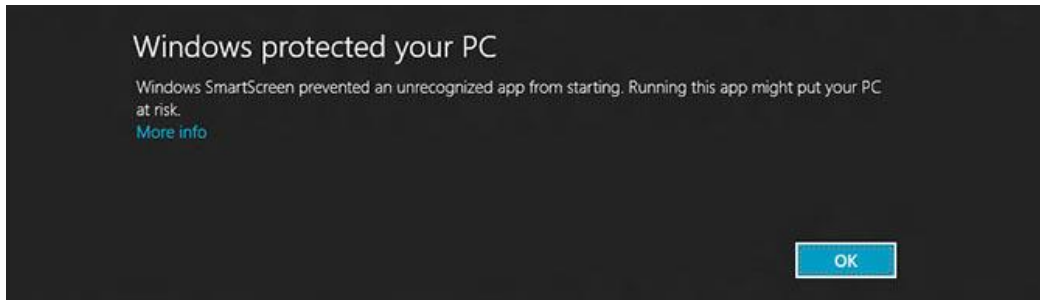 Windows protected your PC
Windows SmartScreen prevented an unrecognized app from starting. Running this app might put your PC
at risk.
More info
OK